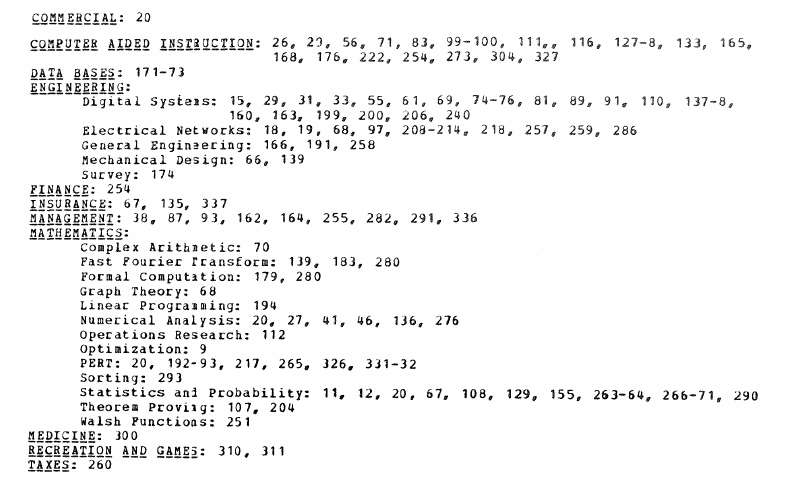 COMMERCIAL: 20
COMPUTER AIDED INSTRUCTION: 26, 29, 56, 71, 83, 99-100, 111,, 116, 127-8, 133, 165,
168, 176, 222, 254, 273, 304, 327
DATA BASES: 171-73
ENGINEERING:
Digital Systems: 15, 29, 31, 33, 55, 61, 69, 74-76, 81, 89, 91, 110, 137-8,
160, 163, 199, 200, 206, 240
Electrical Networks: 18, 19, 68, 97, 208-214, 218, 257, 259, 286
General Engineering: 166, 191, 258
Mechanical Design: 66, 139
Survey: 174
FINANCE: 254
INSURANCE: 67, 135, 337
MANAGEMENT: 38, 87, 93, 162, 164, 255, 282, 291, 336
MATHEMATICS:
Complex Arithmetic: 70
Fast Fourier Transform: 139, 183, 280
Formal Computation: 179, 280
Graph Theory: 68
Linear Programming: 194
Numerical Analysis: 20, 27, 41, 46, 136, 276
Operations Research: 112
Optimization: 9
PERT: 20, 192-93, 217, 265, 326, 331-32
Sorting: 293
Statistics and Probability: 11, 12, 20, 67, 108, 129, 155, 263-64, 266-71, 290
Theorem Proving: 107, 204
Walsh Functions: 251
MEDICINE: 300
RECREATION AND GAMES: 310, 311
TAXES: 260